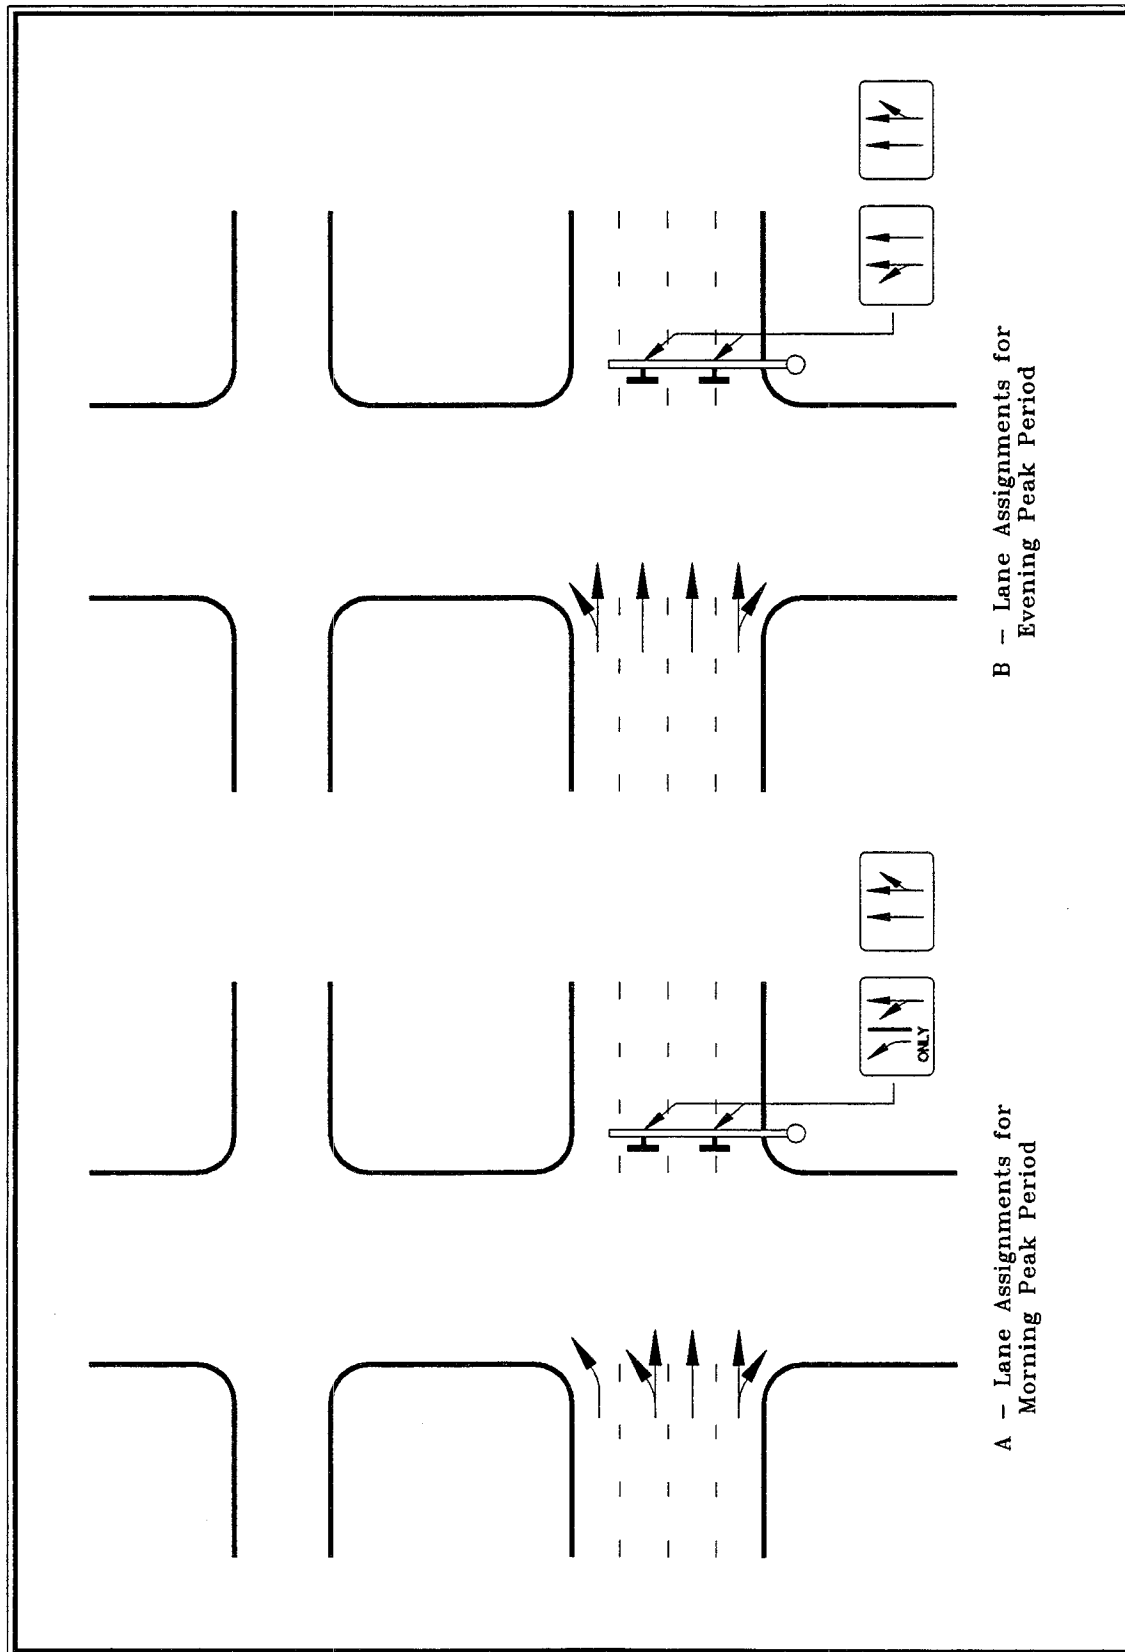 A – Lane Assignments for
Morning Peak Period
ONLY
B – Lane Assignments for
Evening Peak Period